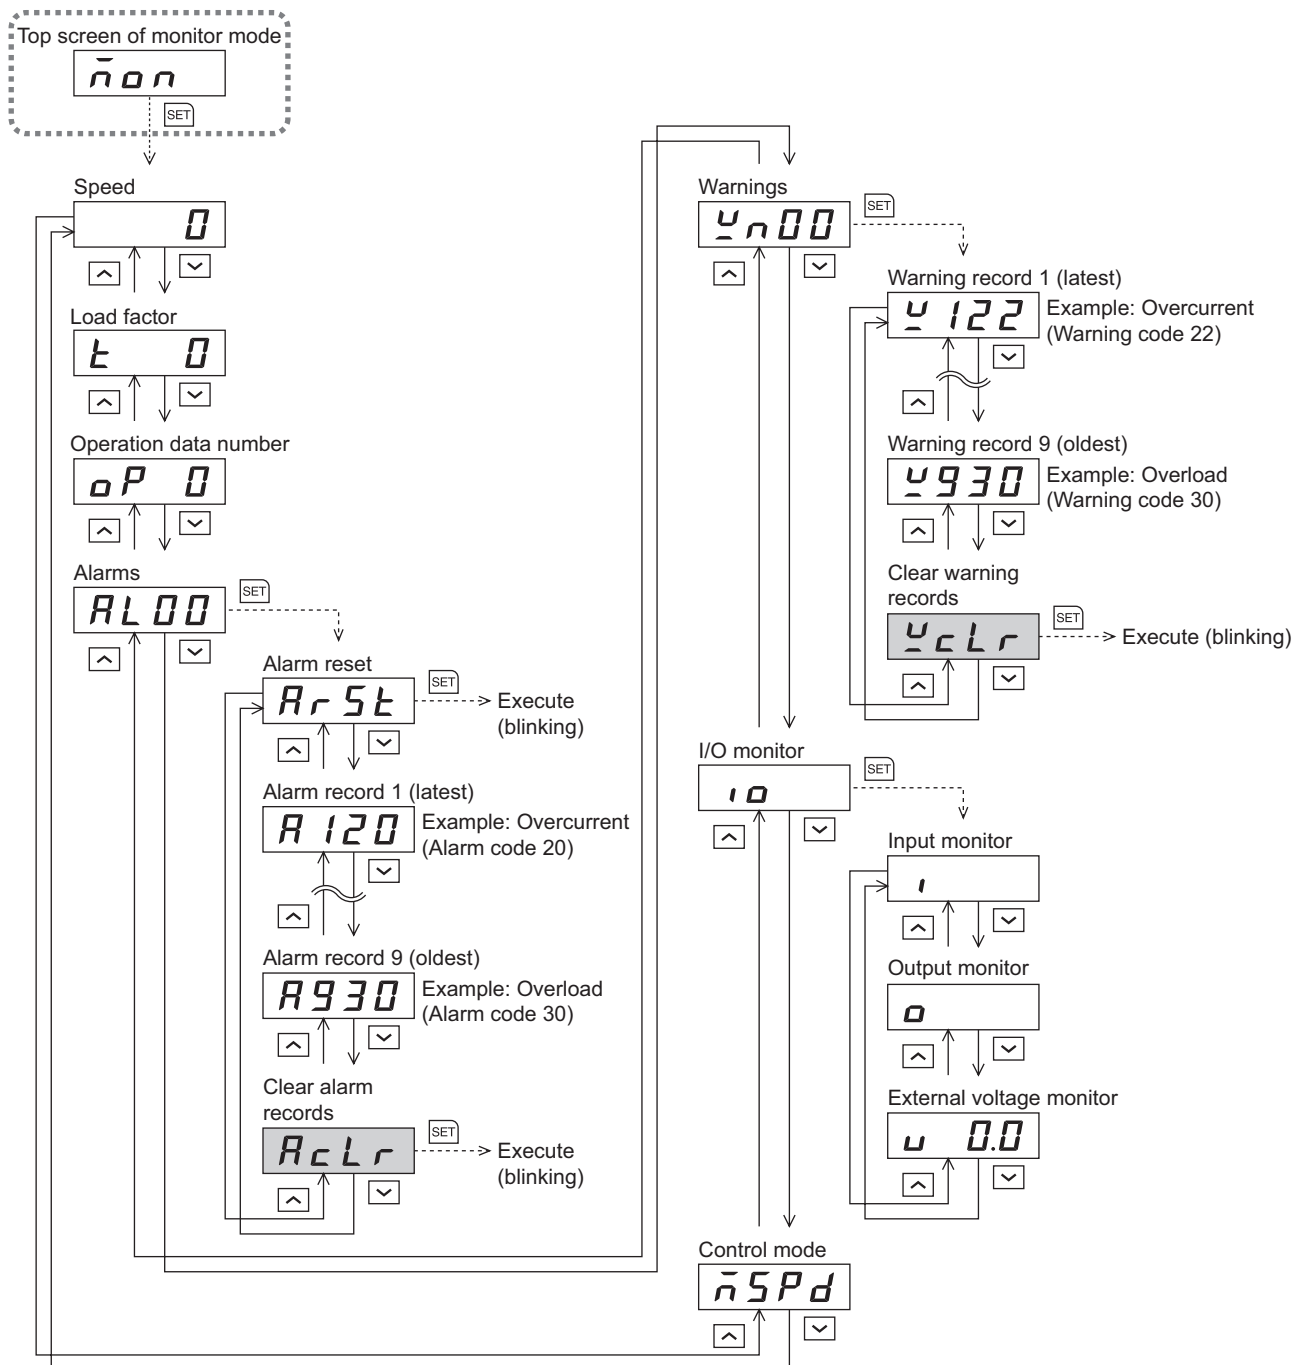 Top screen of monitor mode
mon
SET
Speed
0
Load factor
t 0
Operation data number
oP 0
Alarms
AL00
SET
Alarm reset
ArSt
SET
Execute
(blinking)
Alarm record 1 (latest)
A120
Example: Overcurrent
(Alarm code 20)
Alarm record 9 (oldest)
A930
Example: Overload
(Alarm code 30)
Clear alarm
records
AcLr
SET
Execute
(blinking)
Warnings
Wn00
SET
Warning record 1 (latest)
W122
Example: Overcurrent
(Warning code 22)
Warning record 9 (oldest)
W930
Example: Overload
(Warning code 30)
Clear warning
records
WcLr
SET
Execute (blinking)
I/O monitor
io
SET
Input monitor
i
Output monitor
o
External voltage monitor
u 0.0
Control mode
mSPd